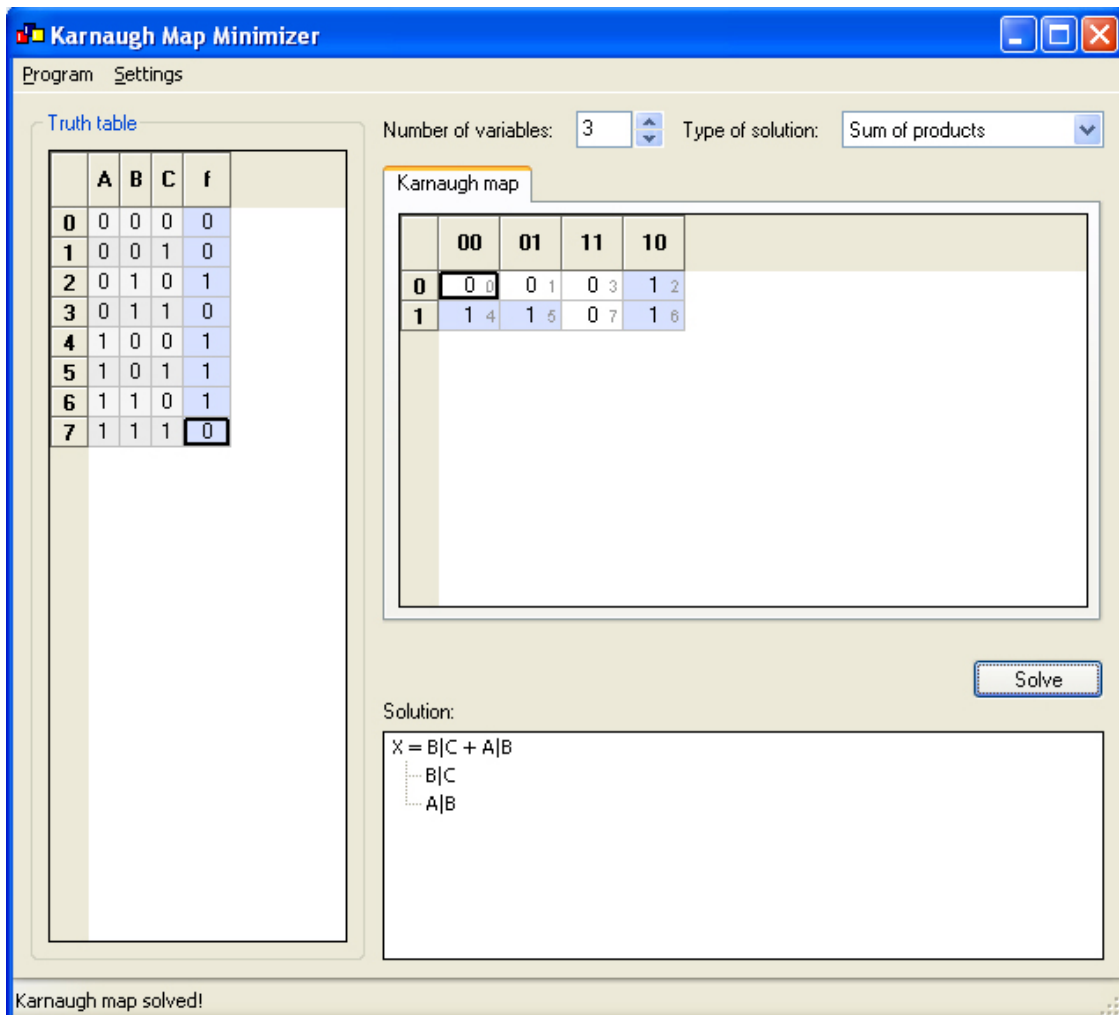 Karnaugh Map Minimizer
Program Settings
Truth table
A B C f
0 0 0 0 0
1 0 0 1 0
2 0 1 0 1
3 0 1 1 0
4 1 0 0 1
5 1 0 1 1
6 1 1 0 1
7 1 1 1 0
Number of variables: 3 Type of solution: Sum of products
Karnaugh map
00 01 11 10
0 0 0 0 1 0 3 1 2
1 1 4 1 5 0 7 1 6
Solve
Solution:
X = B|C + A|B
B|C
A|B
Karnaugh map solved!